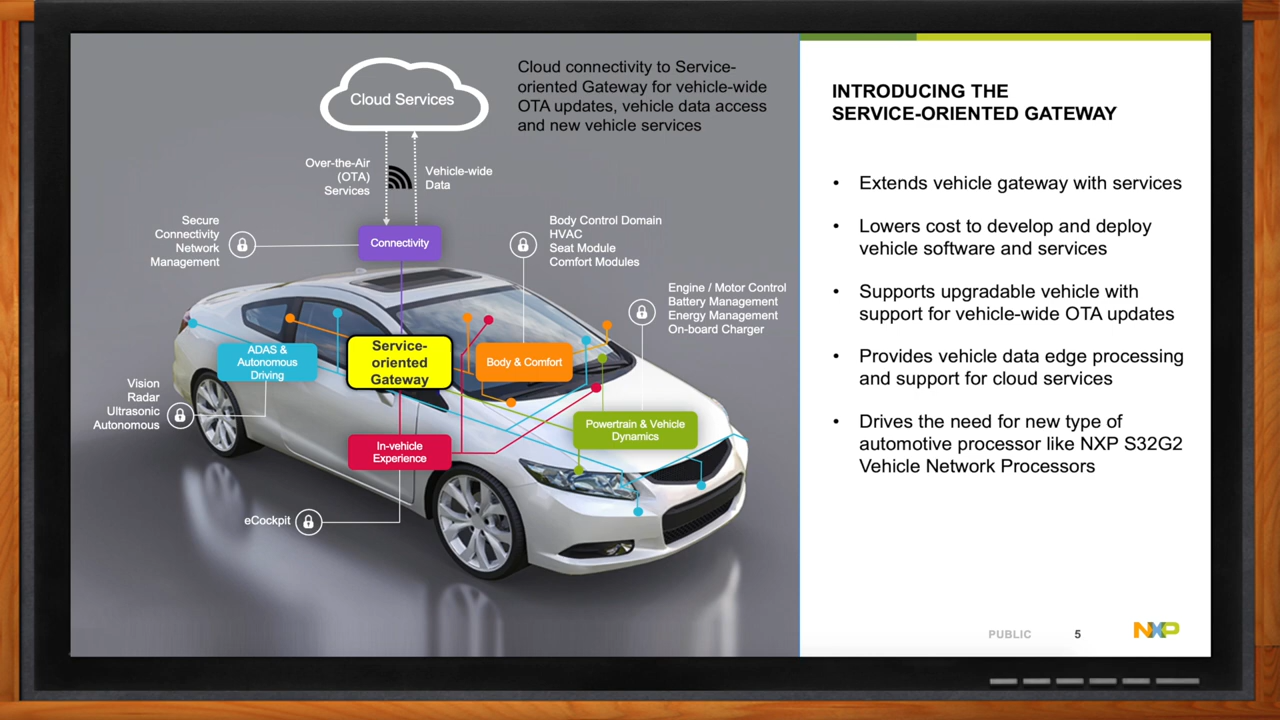 Cloud Services
Cloud connectivity to Service-
oriented Gateway for vehicle-wide
OTA updates, vehicle data access
and new vehicle services
Over-the-Air
(OTA)
Services
Vehicle-wide
Data
Secure
Connectivity
Network
Management
Connectivity
Body Control Domain
HVAC
Seat Module
Comfort Modules
Engine / Motor Control
Battery Management
Energy Management
On-board Charger
ADAS &
Autonomous
Driving
Service-
oriented
Gateway
Body & Comfort
Vision
Radar
Ultrasonic
Autonomous
Powertrain & Vehicle
Dynamics
In-vehicle
Experience
eCockpit
INTRODUCING THE
SERVICE-ORIENTED GATEWAY
• Extends vehicle gateway with services
• Lowers cost to develop and deploy
vehicle software and services
• Supports upgradable vehicle with
support for vehicle-wide OTA updates
• Provides vehicle data edge processing
and support for cloud services
• Drives the need for new type of
automotive processor like NXP S32G2
Vehicle Network Processors
PUBLIC
5
NXP